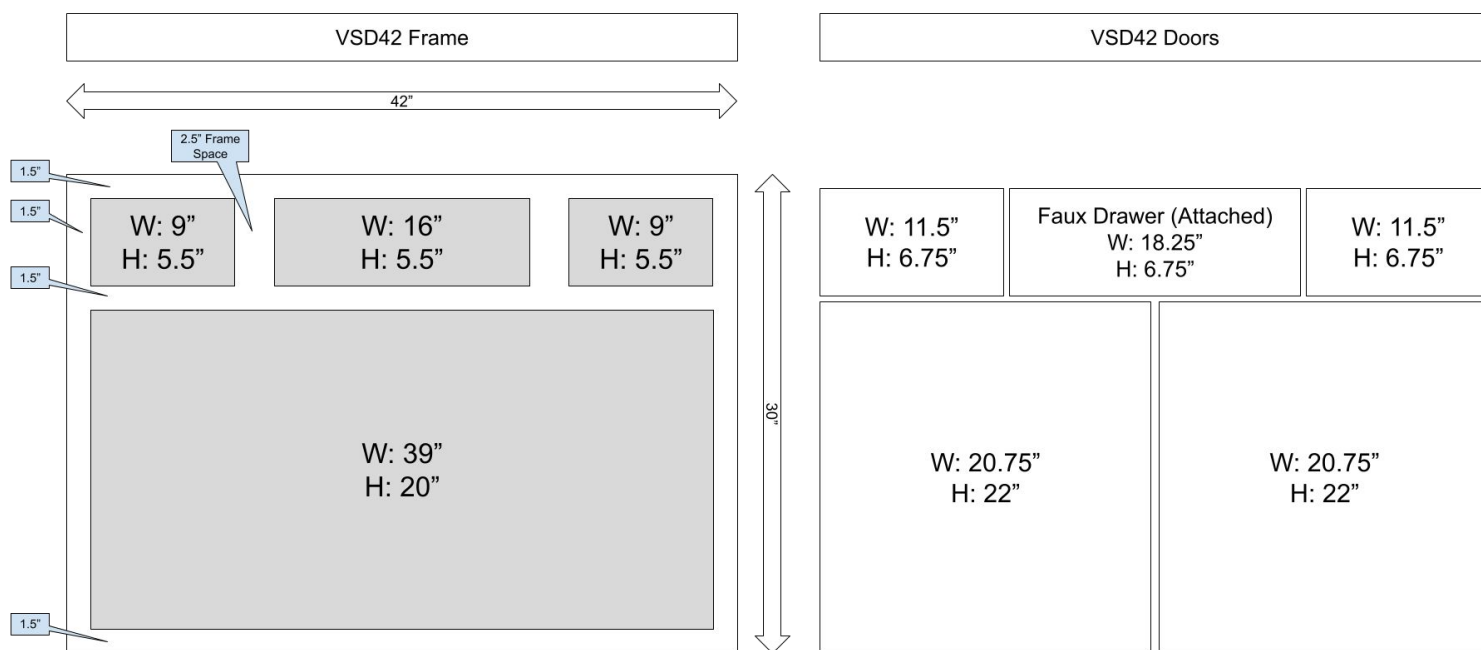 VSD42 Frame
VSD42 Doors
42”
2.5” Frame
Space
1.5”
1.5”
W: 9”
H: 5.5”
W: 16”
H: 5.5”
W: 9”
H: 5.5”
1.5”
W: 39”
H: 20”
1.5”
30”
W: 11.5”
H: 6.75”
Faux Drawer (Attached)
W: 18.25”
H: 6.75”
W: 11.5”
H: 6.75”
W: 20.75”
H: 22”
W: 20.75”
H: 22”